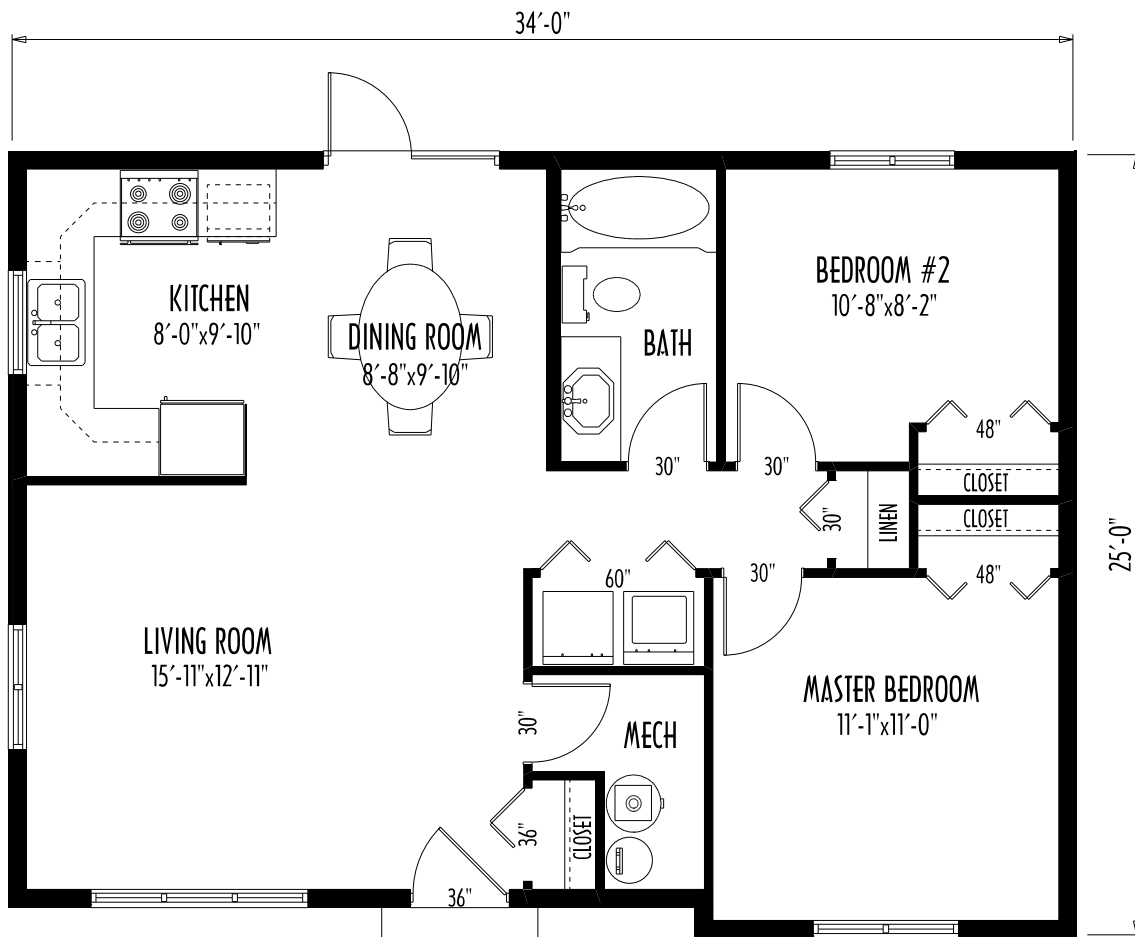 34′-0"
KITCHEN
8′-0"x9′-10"
DINING ROOM
8′-8"x9′-10"
BATH
BEDROOM #2
10′-8"x8′-2"
48"
30"
30"
CLOSET
CLOSET
30"
LINEN
25′-0"
60"
30"
48"
LIVING ROOM
15′-11"x12′-11"
MASTER BEDROOM
11′-1"x11′-0"
30"
MECH
36"
CLOSET
36"